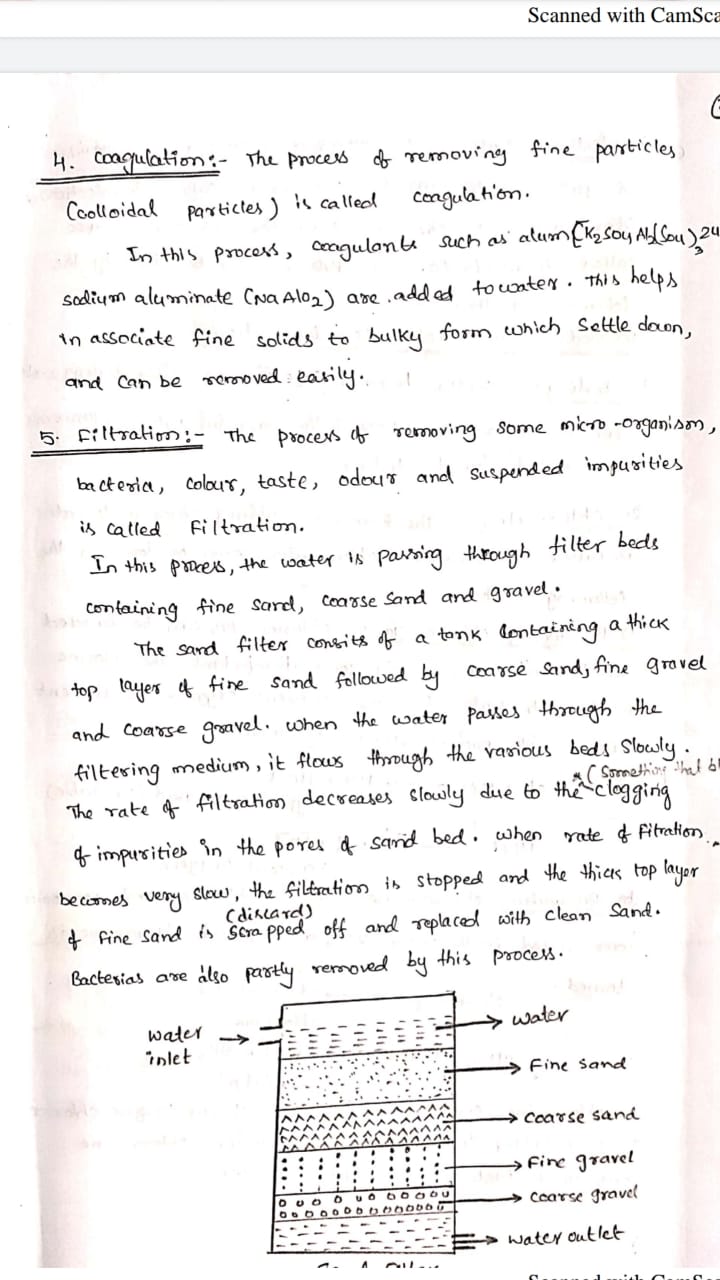 Scanned with CamSca
4. Coagulation:- The process of removing fine particles
(colloidal particles) is called coagulation.
In this process, coagulants such as alum [K2SO4 Al2(SO4)3 24
sodium aluminate (NaAlO2) are added to water. This helps
in associate fine solids to bulky form which settle down,
and can be removed easily.
5. Filtration:- The process of removing some micro-organism,
bacteria, colour, taste, odour and suspended impurities
is called Filtration.
In this process, the water is passing through filter beds
containing fine sand, coarse sand and gravel.
The sand filter consits of a tank containing a thick
top layer of fine sand followed by coarse sand, fine gravel
and coarse gravel. when the water passes through the
filtering medium, it flows through the various beds slowly.
(Something that bl
The rate of filtration decreases slowly due to the clogging
of impurities in the pores of sand bed. when rate of fitration
becomes very slow, the filtration is stopped and the thick top layer
(discard)
of fine sand is scrapped off and replaced with clean sand.
Bacterias are also partly removed by this process.
water
inlet
water
Fine sand
coarse sand
Fine gravel
coarse gravel
water outlet